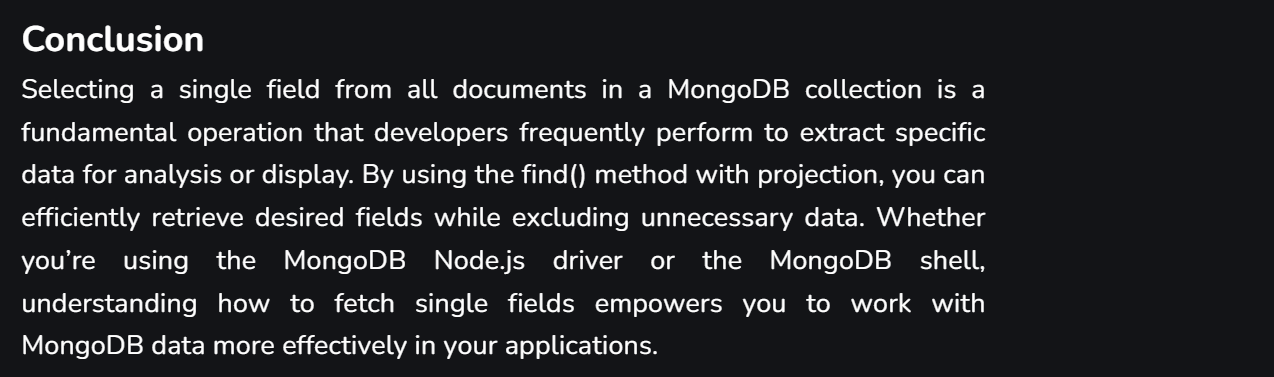 Conclusion
Selecting a single field from all documents in a MongoDB collection is a
fundamental operation that developers frequently perform to extract specific
data for analysis or display. By using the find() method with projection, you can
efficiently retrieve desired fields while excluding unnecessary data. Whether
you’re using the MongoDB Node.js driver or the MongoDB shell,
understanding how to fetch single fields empowers you to work with
MongoDB data more effectively in your applications.